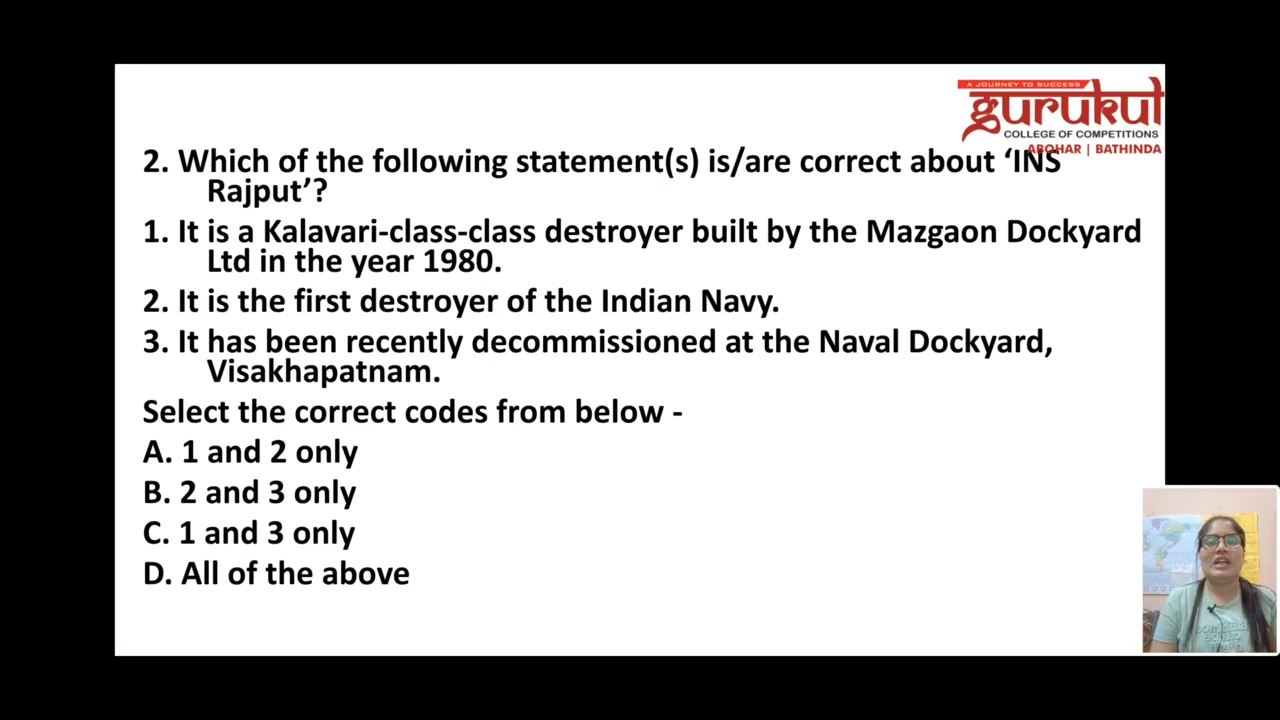 A JOURNEY TO SUCCESS
gurukul
COLLEGE OF COMPETITIONS
ABOHAR | BATHINDA
2. Which of the following statement(s) is/are correct about ‘INS
Rajput’?
1. It is a Kalavari-class-class destroyer built by the Mazgaon Dockyard
Ltd in the year 1980.
2. It is the first destroyer of the Indian Navy.
3. It has been recently decommissioned at the Naval Dockyard,
Visakhapatnam.
Select the correct codes from below -
A. 1 and 2 only
B. 2 and 3 only
C. 1 and 3 only
D. All of the above